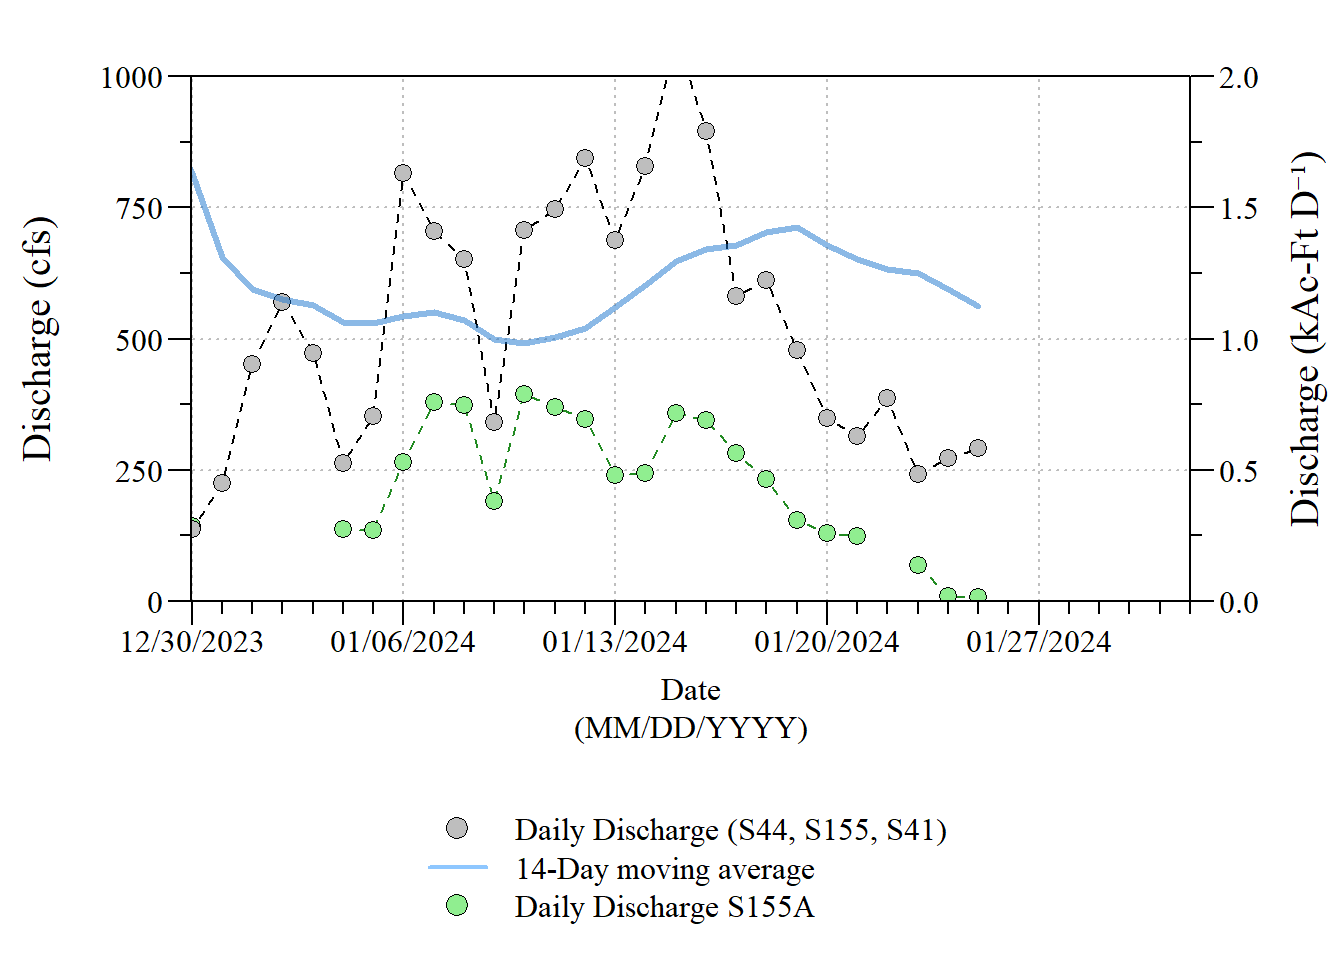 1000
750
500
250
0
Discharge (cfs)
2.0
1.5
1.0
0.5
0.0
Discharge (kAc-Ft D⁻¹)
12/30/2023 01/06/2024 01/13/2024 01/20/2024 01/27/2024
Date
(MM/DD/YYYY)
Daily Discharge (S44, S155, S41)
14-Day moving average
Daily Discharge S155A